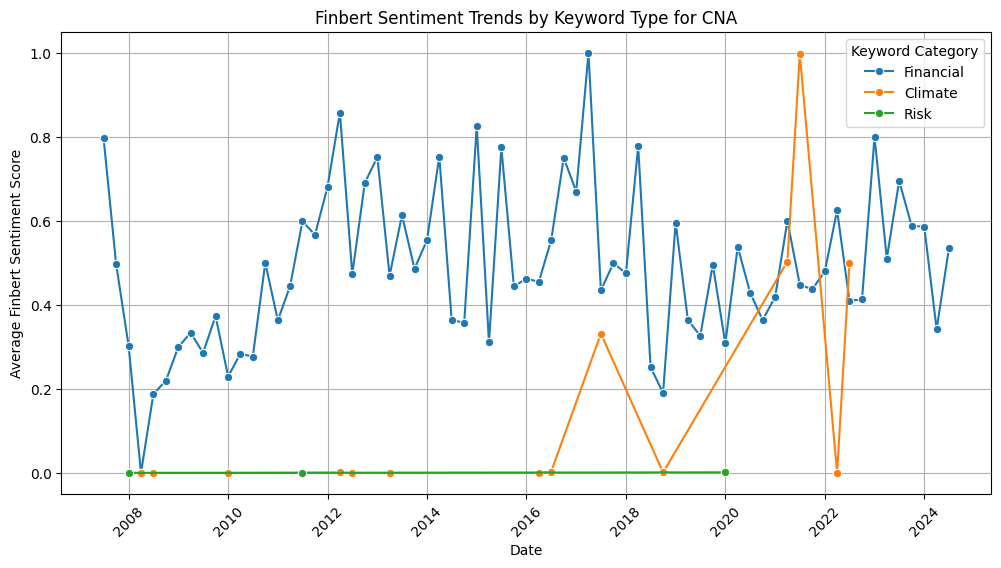 Finbert Sentiment Trends by Keyword Type for CNA
Keyword Category
Financial
Climate
Risk
Average Finbert Sentiment Score
1.0
0.8
0.6
0.4
0.2
0.0
2008
2010
2012
2014
2016
2018
2020
2022
2024
Date